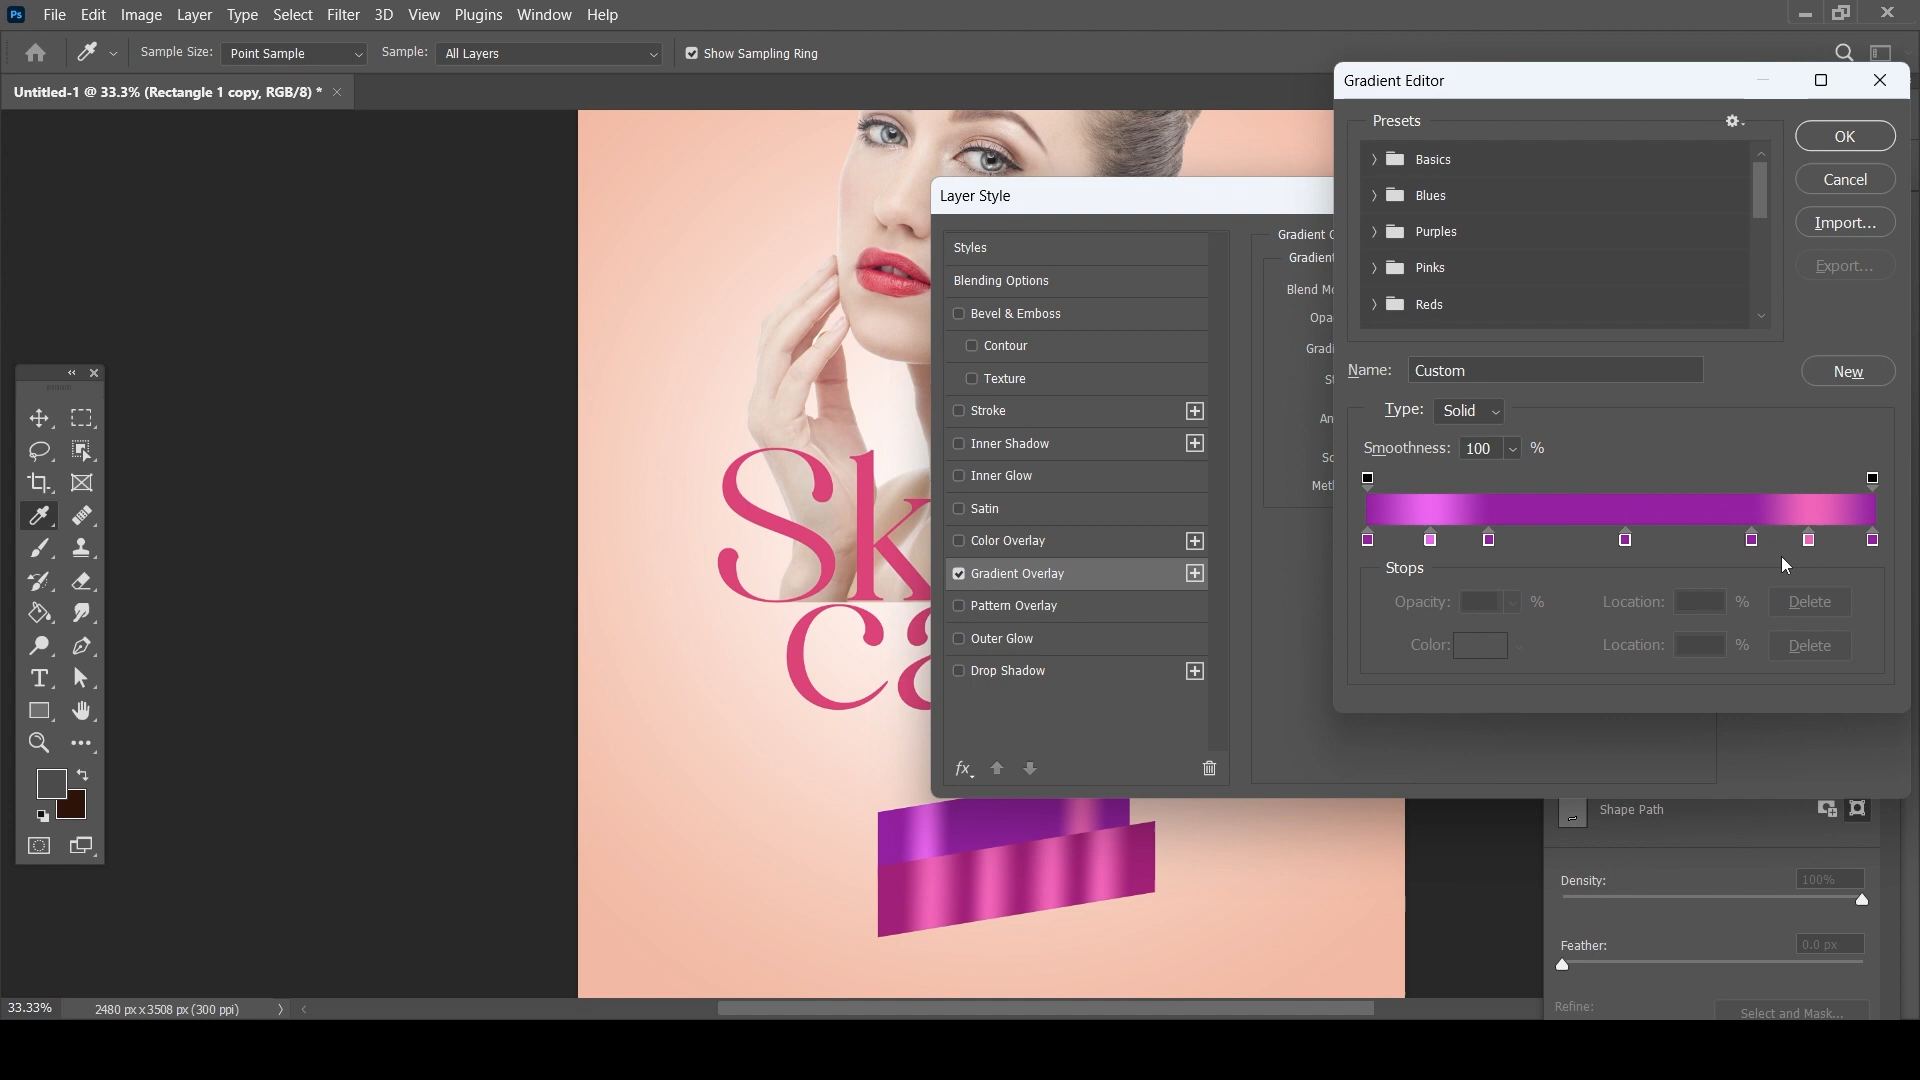 Ps File Edit Image Layer Type Select Filter 3D View Plugins Window Help
Sample Size: Point Sample Sample: All Layers Show Sampling Ring
Untitled-1 @ 33.3% (Rectangle 1 copy, RGB/8) *
Gradient Editor
Presets
Basics
Blues
Purples
Pinks
Reds
OK
Cancel
Import...
Export...
Name: Custom
New
Type: Solid
Smoothness: 100 %
Stops
Opacity: % Location: % Delete
Color: Location: % Delete
Layer Style
Styles
Blending Options
Bevel & Emboss
Contour
Texture
Stroke
Inner Shadow
Inner Glow
Satin
Color Overlay
Gradient Overlay
Pattern Overlay
Outer Glow
Drop Shadow
fx
Gradient
Gradient
Blend
Sk
ca
Shape Path
Density: 100%
Feather: 0.0 px
Refine: Select and Mask...
33.33% 2480 px x 3508 px (300 ppi)